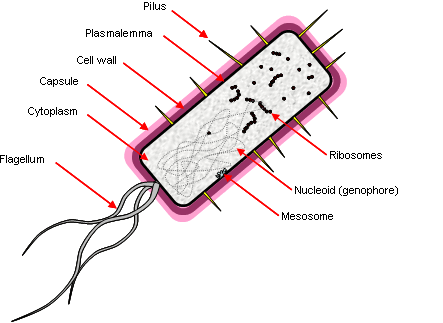 Pilus
Plasmalemma
Cell wall
Capsule
Cytoplasm
Flagellum
Ribosomes
Nucleoid (genophore)
Mesosome